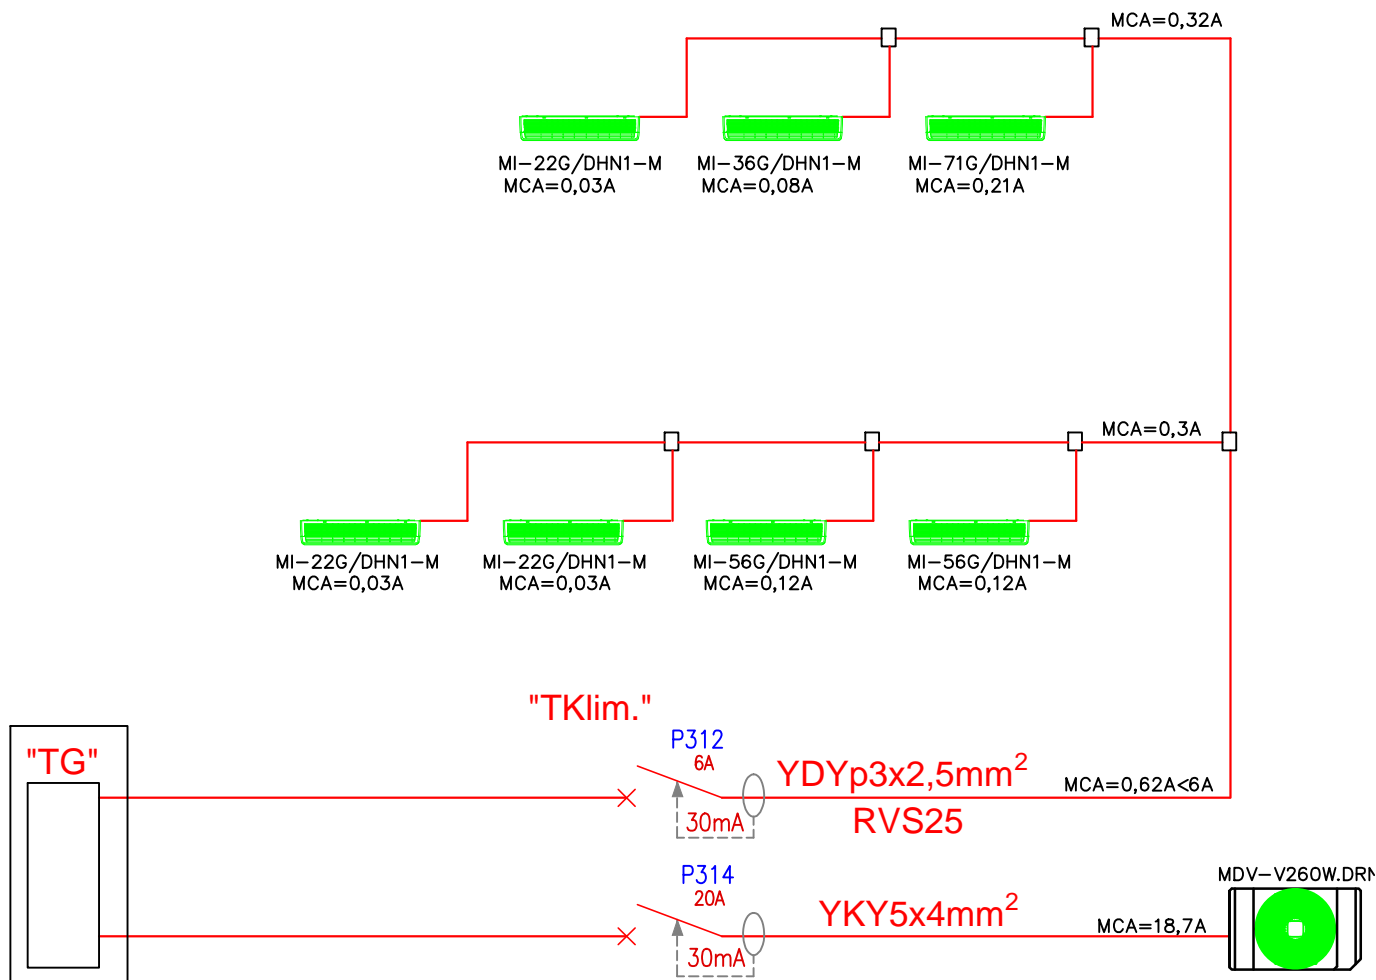 MCA=0,32A
MI-22G/DHN1-M
MCA=0,03A
MI-36G/DHN1-M
MCA=0,08A
MI-71G/DHN1-M
MCA=0,21A
MCA=0,3A
MI-22G/DHN1-M
MCA=0,03A
MI-22G/DHN1-M
MCA=0,03A
MI-56G/DHN1-M
MCA=0,12A
MI-56G/DHN1-M
MCA=0,12A
"TKlim."
"TG"
P312
6A
30mA
YDYp3x2,5mm²
RVS25
MCA=0,62A<6A
P314
20A
30mA
YKY5x4mm²
MCA=18,7A
MDV-V260W.DRN